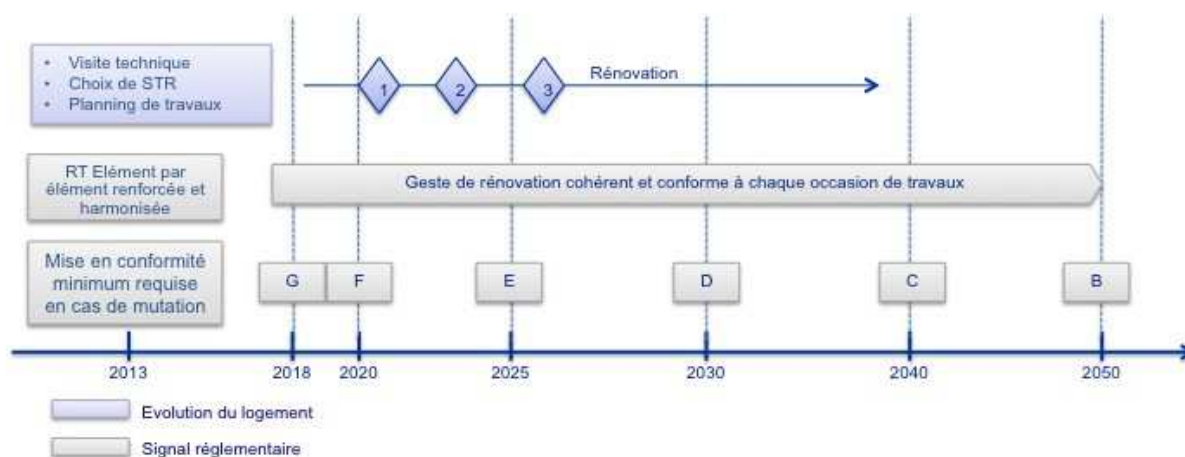 • Visite technique
• Choix de STR
• Planning de travaux
1
2
3
Rénovation
RT Elément par
élément renforcée et
harmonisée
Geste de rénovation cohérent et conforme à chaque occasion de travaux
Mise en conformité
minimum requise
en cas de mutation
G
F
E
D
C
B
2013
2018
2020
2025
2030
2040
2050
Evolution du logement
Signal réglementaire